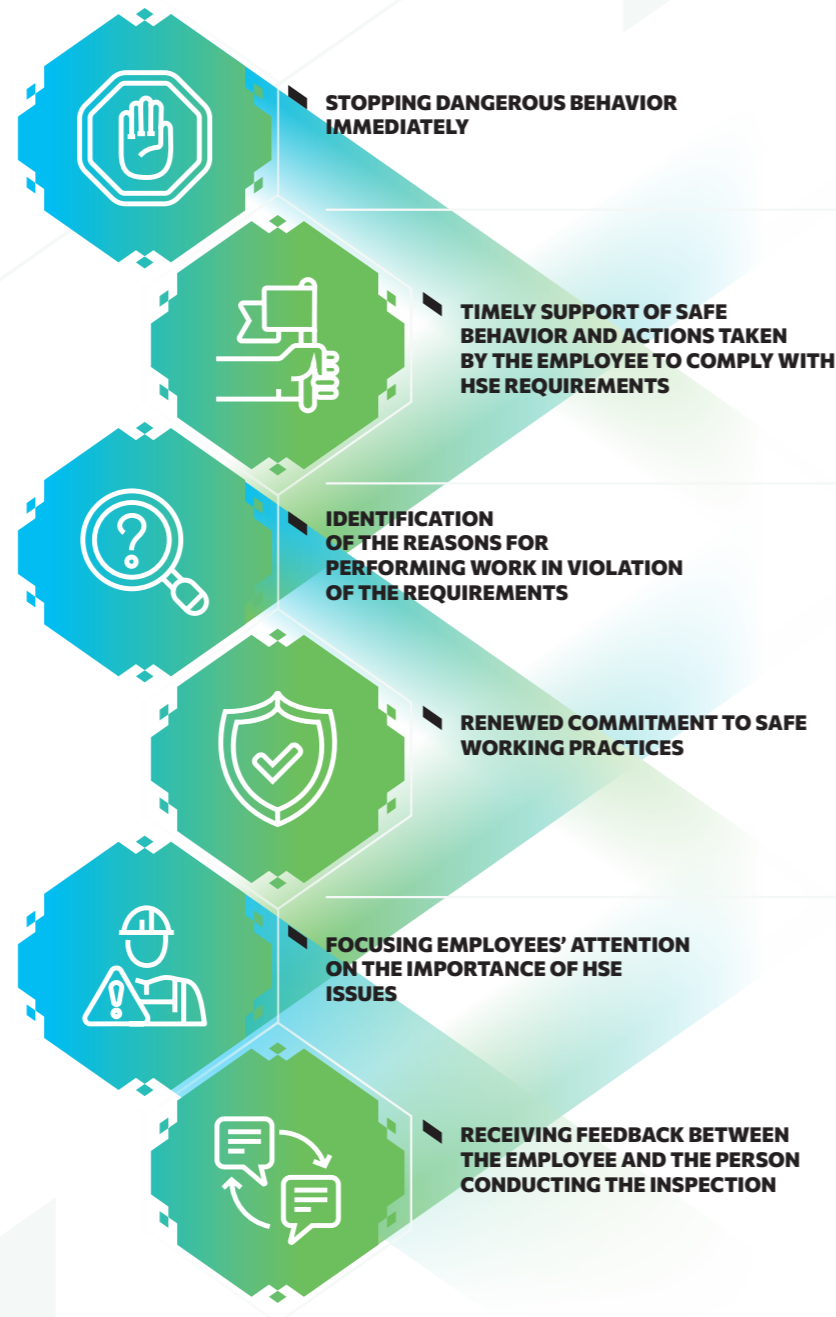 STOPPING DANGEROUS BEHAVIOR
IMMEDIATELY
TIMELY SUPPORT OF SAFE
BEHAVIOR AND ACTIONS TAKEN
BY THE EMPLOYEE TO COMPLY WITH
HSE REQUIREMENTS
IDENTIFICATION
OF THE REASONS FOR
PERFORMING WORK IN VIOLATION
OF THE REQUIREMENTS
RENEWED COMMITMENT TO SAFE
WORKING PRACTICES
FOCUSING EMPLOYEES’ ATTENTION
ON THE IMPORTANCE OF HSE
ISSUES
RECEIVING FEEDBACK BETWEEN
THE EMPLOYEE AND THE PERSON
CONDUCTING THE INSPECTION